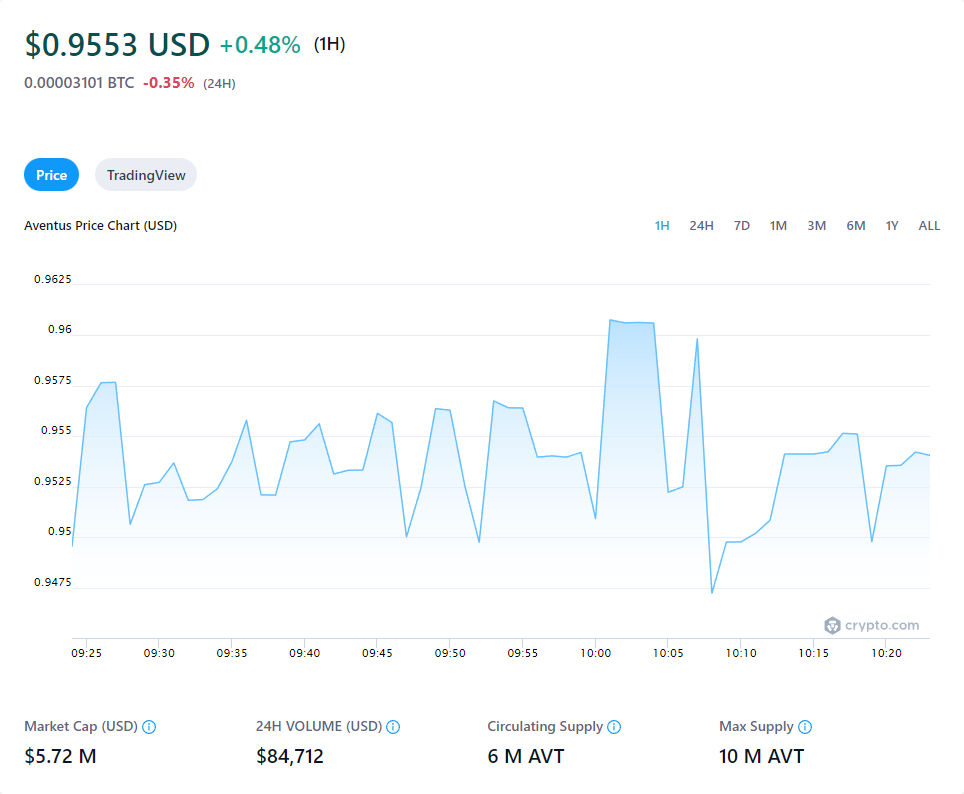 $0.9553 USD +0.48% (1H)
0.00003101 BTC -0.35% (24H)
Price TradingView
Aventus Price Chart (USD) 1H 24H 7D 1M 3M 6M 1Y ALL
0.9625
0.96
0.9575
0.955
0.9525
0.95
0.9475
crypto.com
09:25 09:30 09:35 09:40 09:45 09:50 09:55 10:00 10:05 10:10 10:15 10:20
Market Cap (USD) 24H VOLUME (USD) Circulating Supply Max Supply
$5.72 M $84,712 6 M AVT 10 M AVT